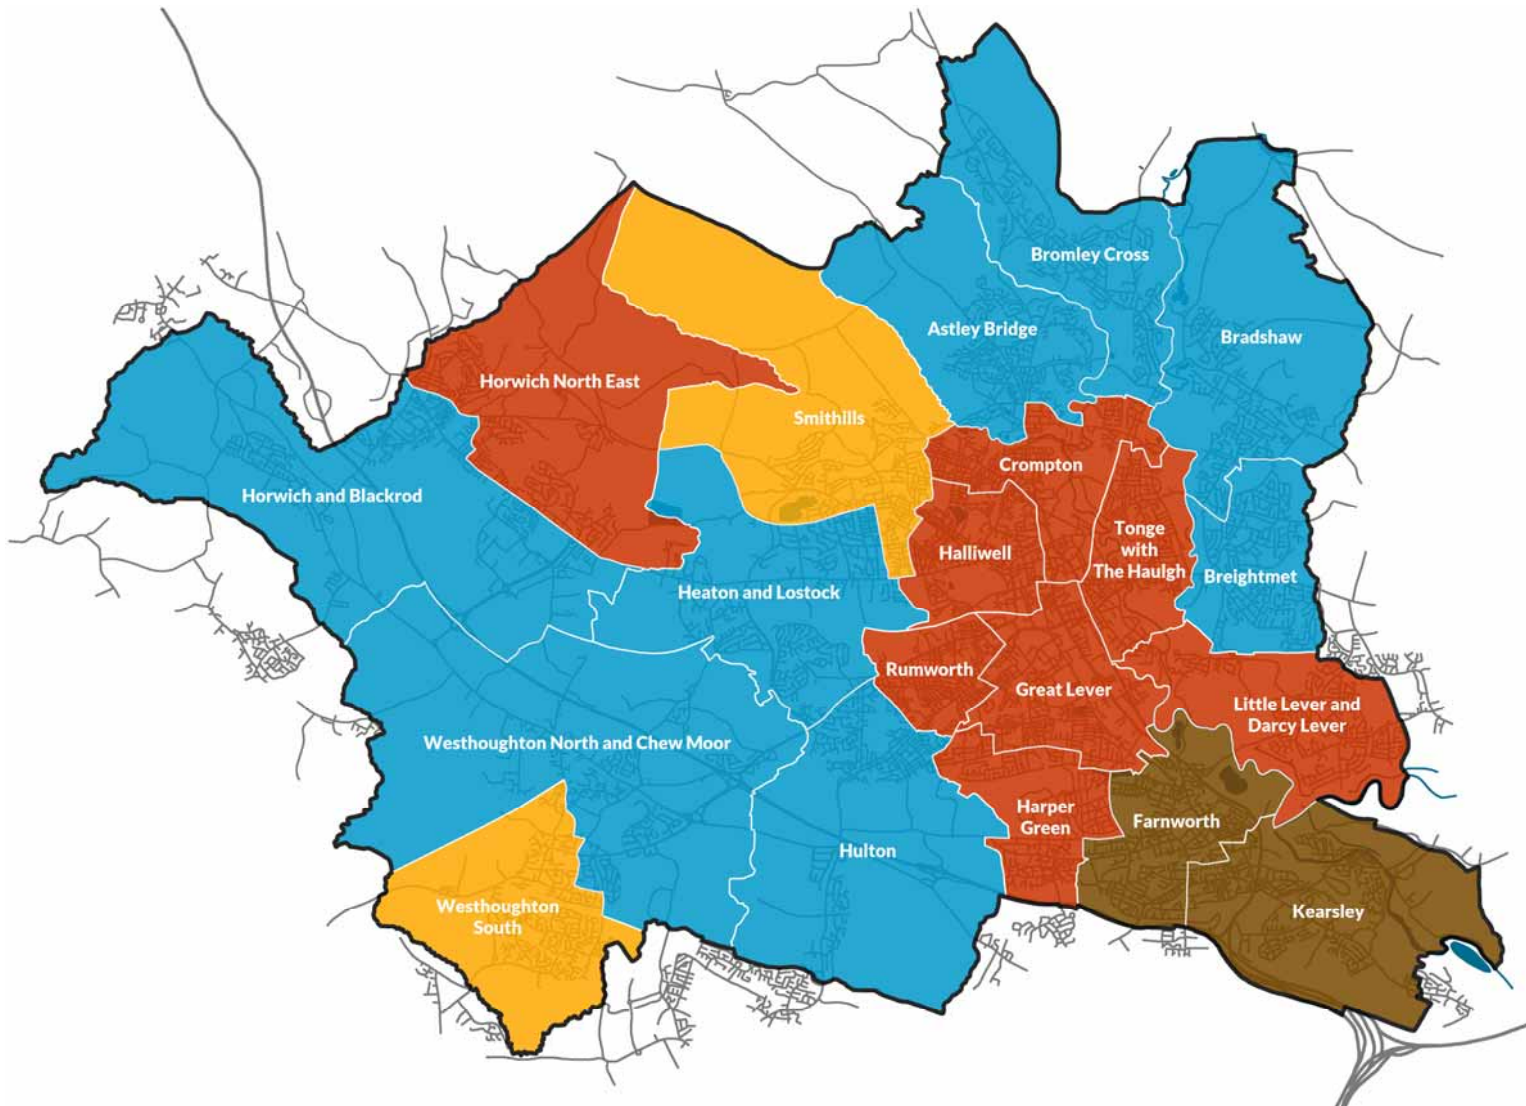 Bromley Cross
Astley Bridge
Bradshaw
Horwich North East
Smithills
Crompton
Horwich and Blackrod
Tonge
with
The Haulgh
Halliwell
Breightmet
Heaton and Lostock
Rumworth
Great Lever
Little Lever and
Darcy Lever
Westhoughton North and Chew Moor
Harper
Green
Farnworth
Hulton
Westhoughton
South
Kearsley